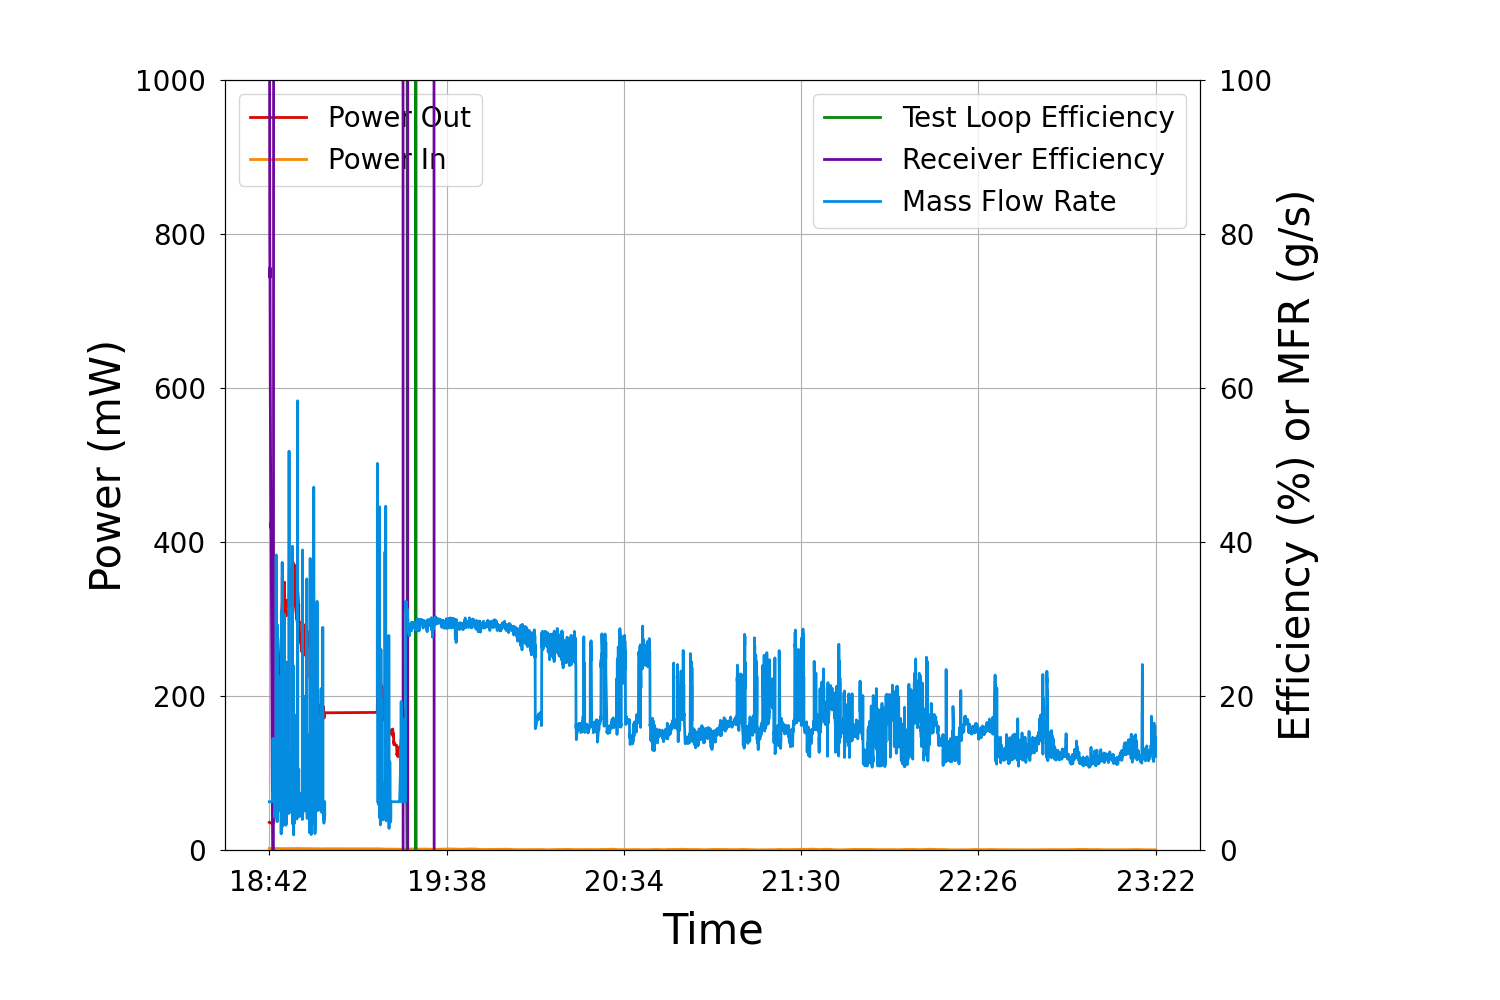 1000
800
600
400
200
0
Power (mW)
Power Out
Power In
Test Loop Efficiency
Receiver Efficiency
Mass Flow Rate
100
80
60
40
20
0
Efficiency (%) or MFR (g/s)
18:42 19:38 20:34 21:30 22:26 23:22
Time